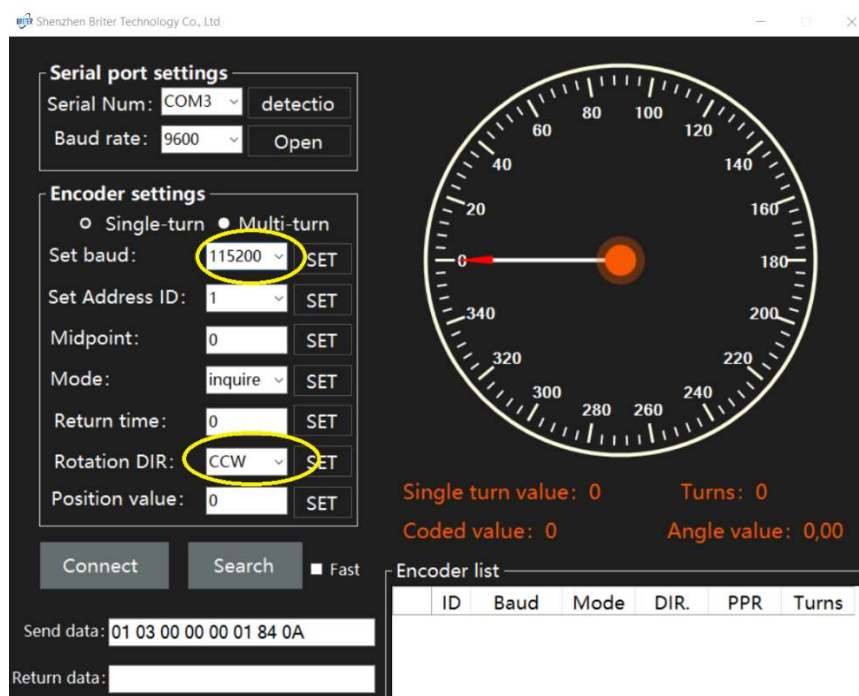 BRITER Shenzhen Briter Technology Co., Ltd
Serial port settings
Serial Num: COM3 detectio
Baud rate: 9600 Open
Encoder settings
Single-turn Multi-turn
Set baud: 115200 SET
Set Address ID: 1 SET
Midpoint: 0 SET
Mode: inquire SET
Return time: 0 SET
Rotation DIR: CCW SET
Position value: 0 SET
Connect Search Fast
Send data: 01 03 00 00 00 01 84 0A
Return data:
0
20
40
60
80
100
120
140
160
180
200
220
240
260
280
300
320
340
Single turn value: 0 Turns: 0
Coded value: 0 Angle value: 0,00
Encoder list
ID Baud Mode DIR. PPR Turns